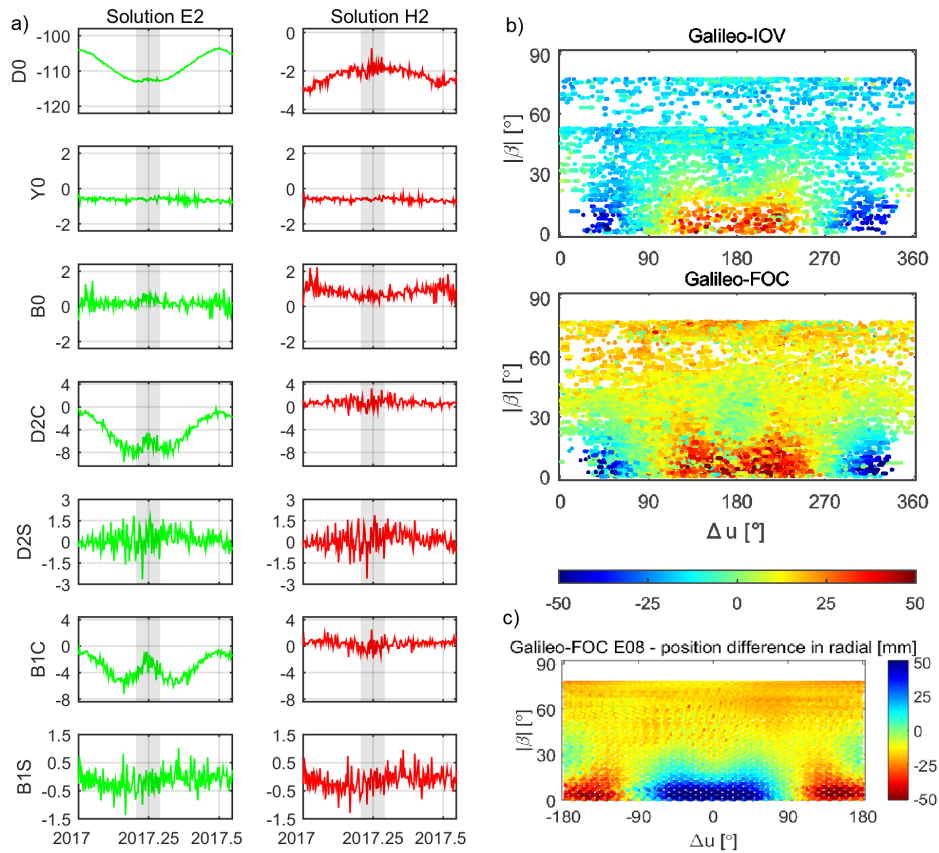 a)
Solution E2
Solution H2
D0
-100
-110
-120
0
-2
-4
Y0
2
0
-2
2
0
-2
B0
2
0
-2
2
0
-2
D2C
4
0
-4
-8
4
0
-4
-8
D2S
3
1.5
0
-1.5
-3
3
1.5
0
-1.5
-3
B1C
4
0
-4
-8
4
0
-4
-8
B1S
1.5
0.5
-0.5
-1.5
1.5
0.5
-0.5
-1.5
2017 2017.25 2017.5
2017 2017.25 2017.5
b)
Galileo-IOV
|β| [°]
90
60
30
0
0 90 180 270 360
Galileo-FOC
|β| [°]
90
60
30
0
0 90 180 270 360
Δu [°]
-50 -25 0 25 50
c)
Galileo-FOC E08 - position difference in radial [mm]
|β| [°]
90
60
30
0
-180 -90 0 90 180
Δu [°]
50
25
0
-25
-50